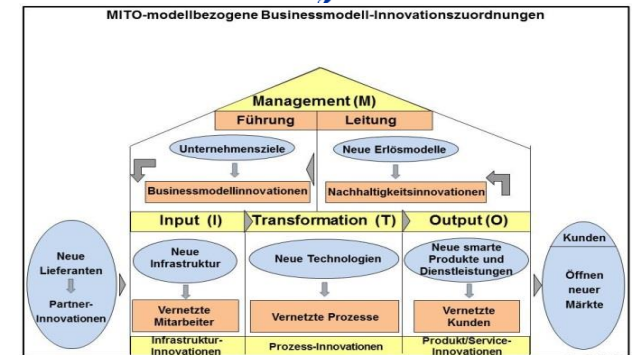 MITO-modellbezogene Businessmodell-Innovationszuordnungen
Management (M)
Führung
Leitung
Unternehmensziele
Neue Erlösmodelle
Businessmodellinnovationen
Nachhaltigkeitsinnovationen
Input (I)
Transformation (T)
Output (O)
Neue
Lieferanten
Partner-
Innovationen
Neue
Infrastruktur
Vernetzte
Mitarbeiter
Infrastruktur-
Innovationen
Neue Technologien
Vernetzte Prozesse
Prozess-Innovationen
Neue smarte
Produkte und
Dienstleistungen
Vernetzte
Kunden
Produkt/Service-
Innovationen
Kunden
Öffnen
neuer
Märkte